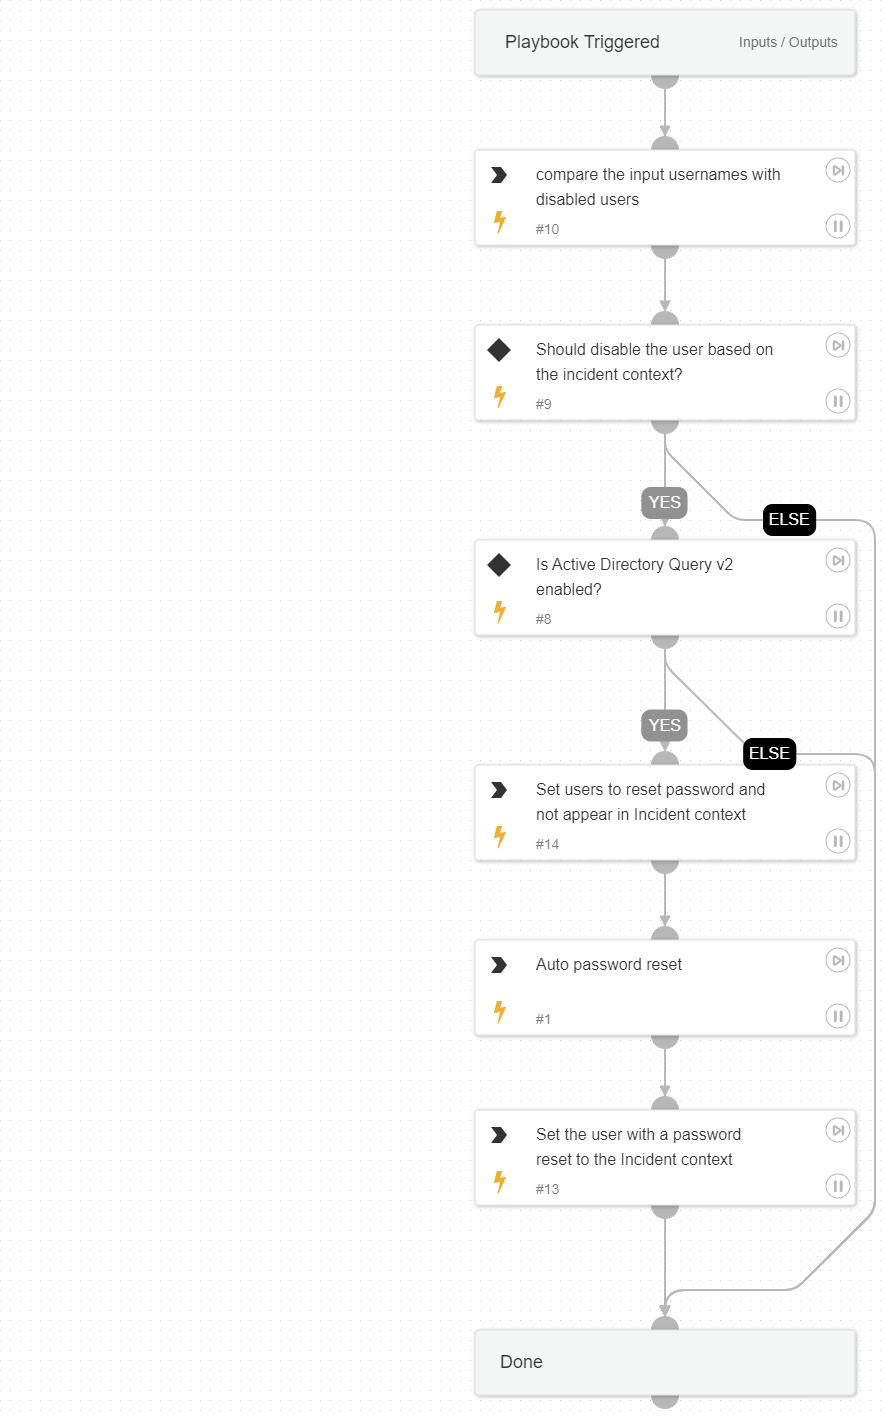 Playbook Triggered
Inputs / Outputs
compare the input usernames with
disabled users
#10
Should disable the user based on
the incident context?
#9
YES
ELSE
Is Active Directory Query v2
enabled?
#8
YES
ELSE
Set users to reset password and
not appear in Incident context
#14
Auto password reset
#1
Set the user with a password
reset to the Incident context
#13
Done